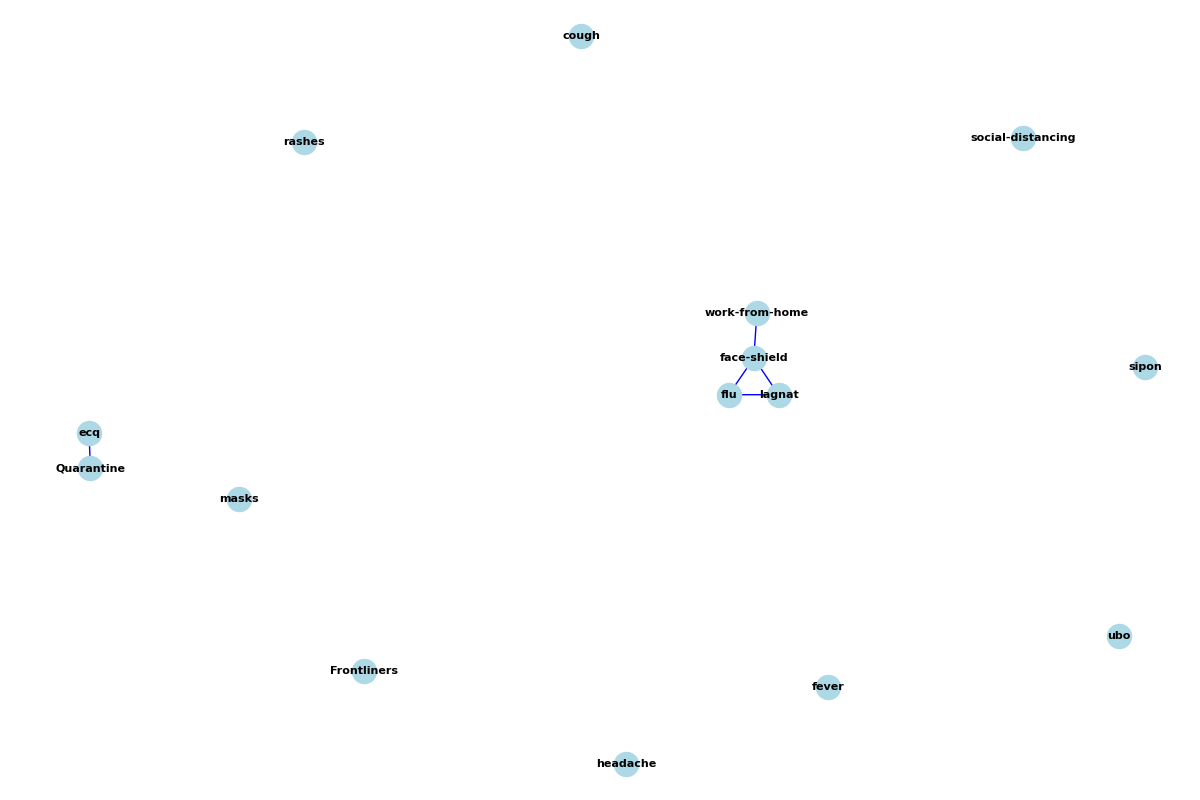 cough
rashes
social-distancing
work-from-home
face-shield
sipon
flu
lagnat
ecq
Quarantine
masks
ubo
Frontliners
fever
headache